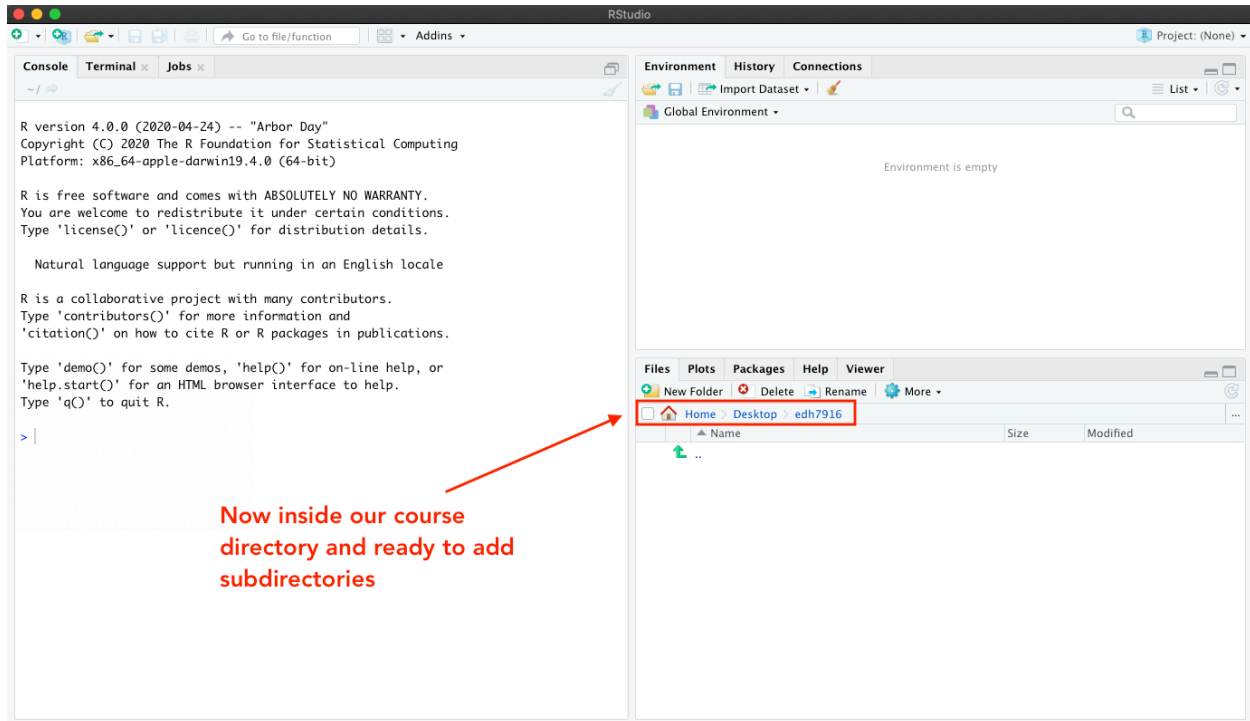 RStudio
Go to file/function
Addins
Project: (None)
Console Terminal Jobs
~/
R version 4.0.0 (2020-04-24) -- "Arbor Day"
Copyright (C) 2020 The R Foundation for Statistical Computing
Platform: x86_64-apple-darwin19.4.0 (64-bit)
R is free software and comes with ABSOLUTELY NO WARRANTY.
You are welcome to redistribute it under certain conditions.
Type 'license()' or 'licence()' for distribution details.
Natural language support but running in an English locale
R is a collaborative project with many contributors.
Type 'contributors()' for more information and
'citation()' on how to cite R or R packages in publications.
Type 'demo()' for some demos, 'help()' for on-line help, or
'help.start()' for an HTML browser interface to help.
Type 'q()' to quit R.
>
Now inside our course
directory and ready to add
subdirectories
Environment History Connections
Import Dataset List
Global Environment
Environment is empty
Files Plots Packages Help Viewer
New Folder Delete Rename More
Home > Desktop > edh7916 ...
Name Size Modified
..